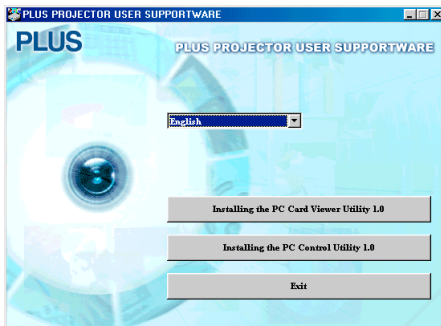 PLUS PROJECTOR USER SUPPORTWARE
PLUS
PLUS PROJECTOR USER SUPPORTWARE
English
Installing the PC Card Viewer Utility 1.0
Installing the PC Control Utility 1.0
Exit